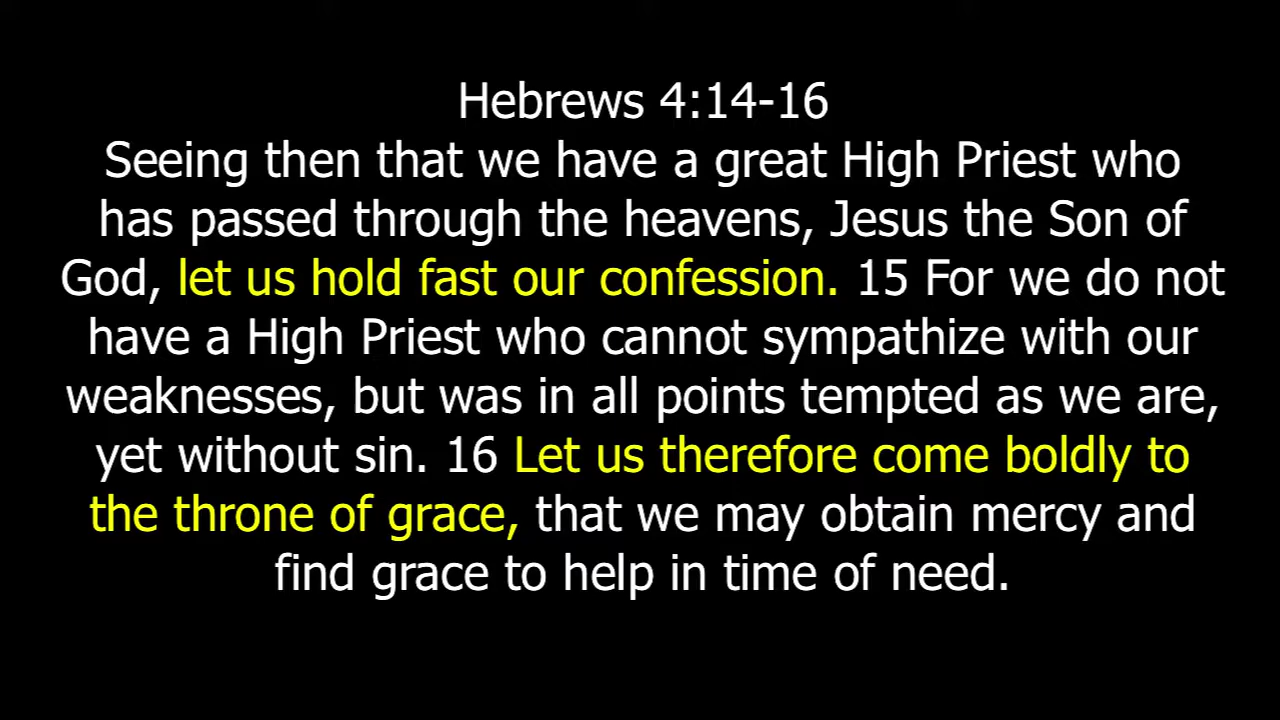 Hebrews 4:14-16
Seeing then that we have a great High Priest who
has passed through the heavens, Jesus the Son of
God, let us hold fast our confession. 15 For we do not
have a High Priest who cannot sympathize with our
weaknesses, but was in all points tempted as we are,
yet without sin. 16 Let us therefore come boldly to
the throne of grace, that we may obtain mercy and
find grace to help in time of need.